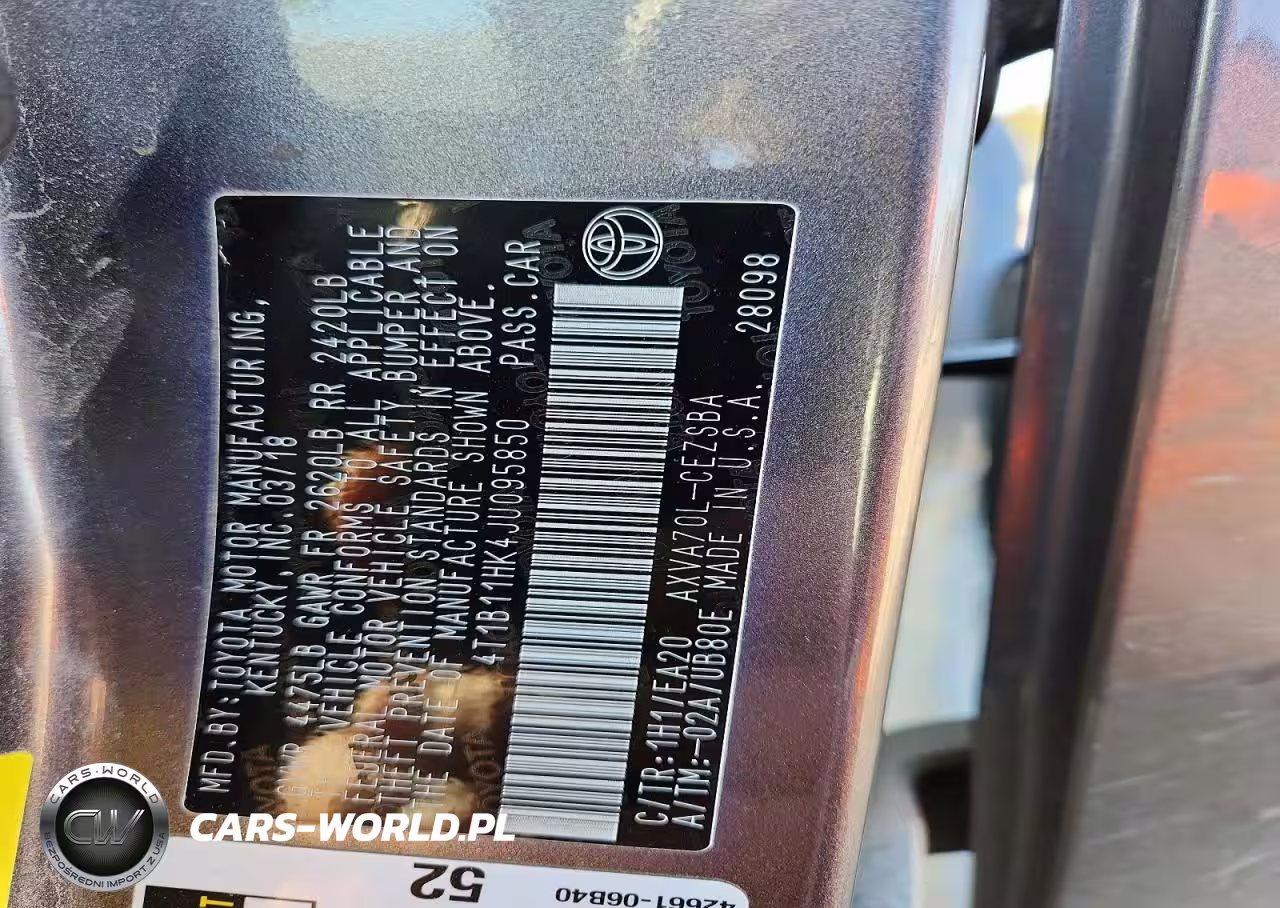 MFD.BY:TOYOTA MOTOR MANUFACTURING,
KENTUCKY, INC.03/18
GVWR 4475LB GAWR FR 2620LB RR 2420LB
THIS VEHICLE CONFORMS TO ALL APPLICABLE
FEDERAL MOTOR VEHICLE SAFETY,BUMPER,AND
THEFT PREVENTION STANDARDS IN EFFECT ON
THE DATE OF MANUFACTURE SHOWN ABOVE.
4T1B11HK4JU095850 PASS.CAR
TOYOTA
C/TR:1H1/EA20 AXVA70L-CEZSBA
A/TM:-02A/UB80E MADE IN U.S.A. 28098
CARS-WORLD
CW
BEZPOŚREDNI IMPORT Z USA
CARS-WORLD.PL
52
42661-06B40